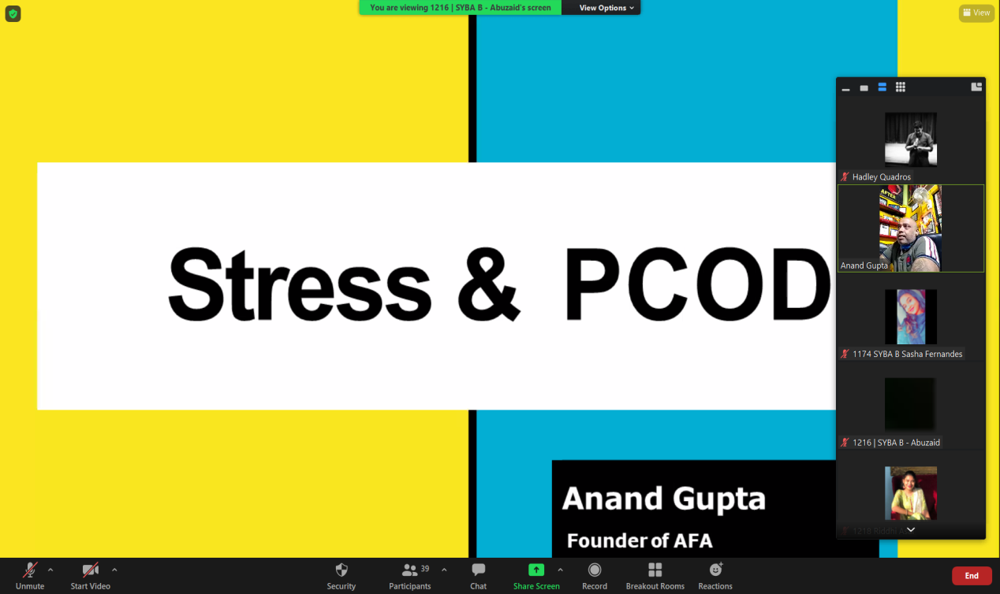 You are viewing 1216 | SYBA B - Abuzaid's screen
View Options
View
Stress & PCOD
Anand Gupta
Founder of AFA
Hadley Quadros
AFTER
Anand Gupta
1174 SYBA B Sasha Fernandes
1216 | SYBA B - Abuzaid
1218 Riddhi
Unmute
Start Video
Security
Participants
39
Chat
Share Screen
Record
Breakout Rooms
Reactions
End